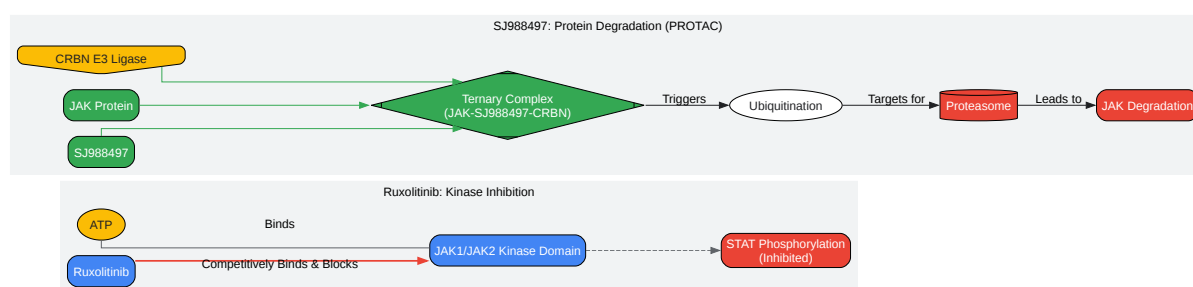 SJ988497: Protein Degradation (PROTAC)
CRBN E3 Ligase
JAK Protein
SJ988497
Ternary Complex
(JAK-SJ988497-CRBN)
Triggers
Ubiquitination
Targets for
Proteasome
Leads to
JAK Degradation
Ruxolitinib: Kinase Inhibition
ATP
Binds
Ruxolitinib
Competitively Binds & Blocks
JAK1/JAK2 Kinase Domain
STAT Phosphorylation
(Inhibited)